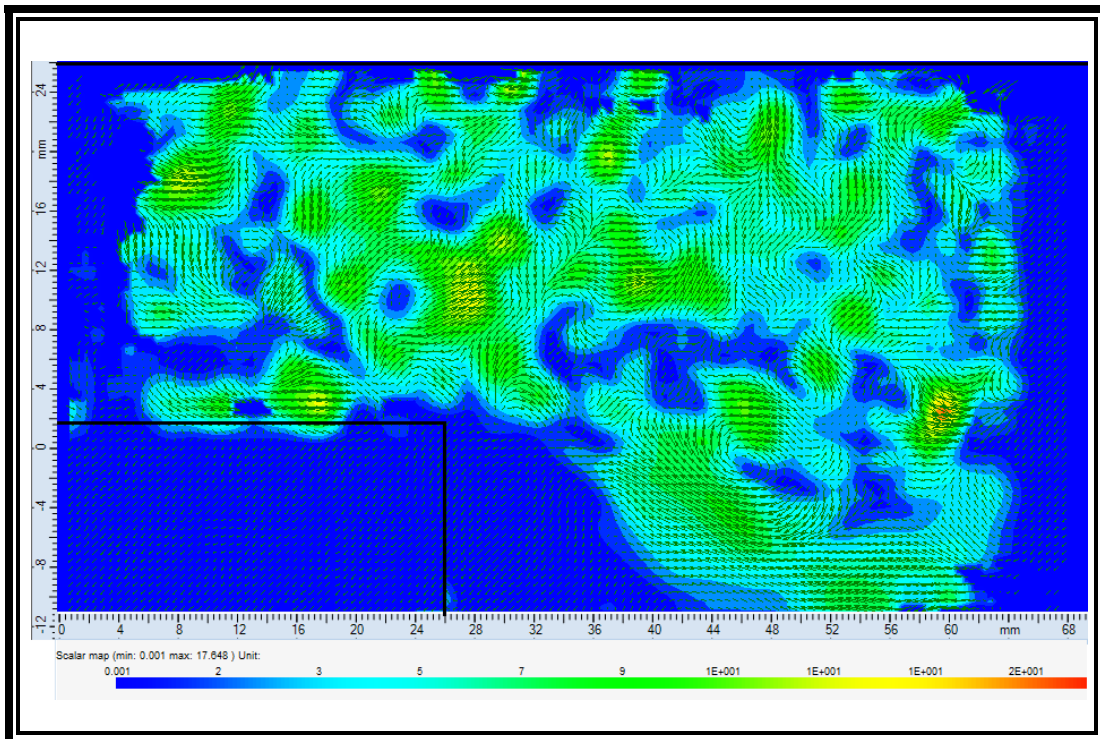 24
mm
16
12
8
4
0
-4
-8
-12
0 4 8 12 16 20 24 28 32 36 40 44 48 52 56 60 mm 68
Scalar map (min: 0.001 max: 17.648 ) Unit:
0.001 2 3 5 7 9 1E+001 1E+001 1E+001 2E+001